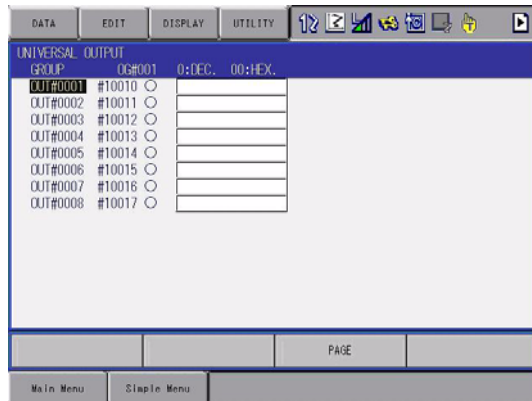 DATA EDIT DISPLAY UTILITY
UNIVERSAL OUTPUT
GROUP OG#001 0:DEC. 00:HEX.
OUT#0001 #10010
OUT#0002 #10011
OUT#0003 #10012
OUT#0004 #10013
OUT#0005 #10014
OUT#0006 #10015
OUT#0007 #10016
OUT#0008 #10017
PAGE
Main Menu Simple Menu